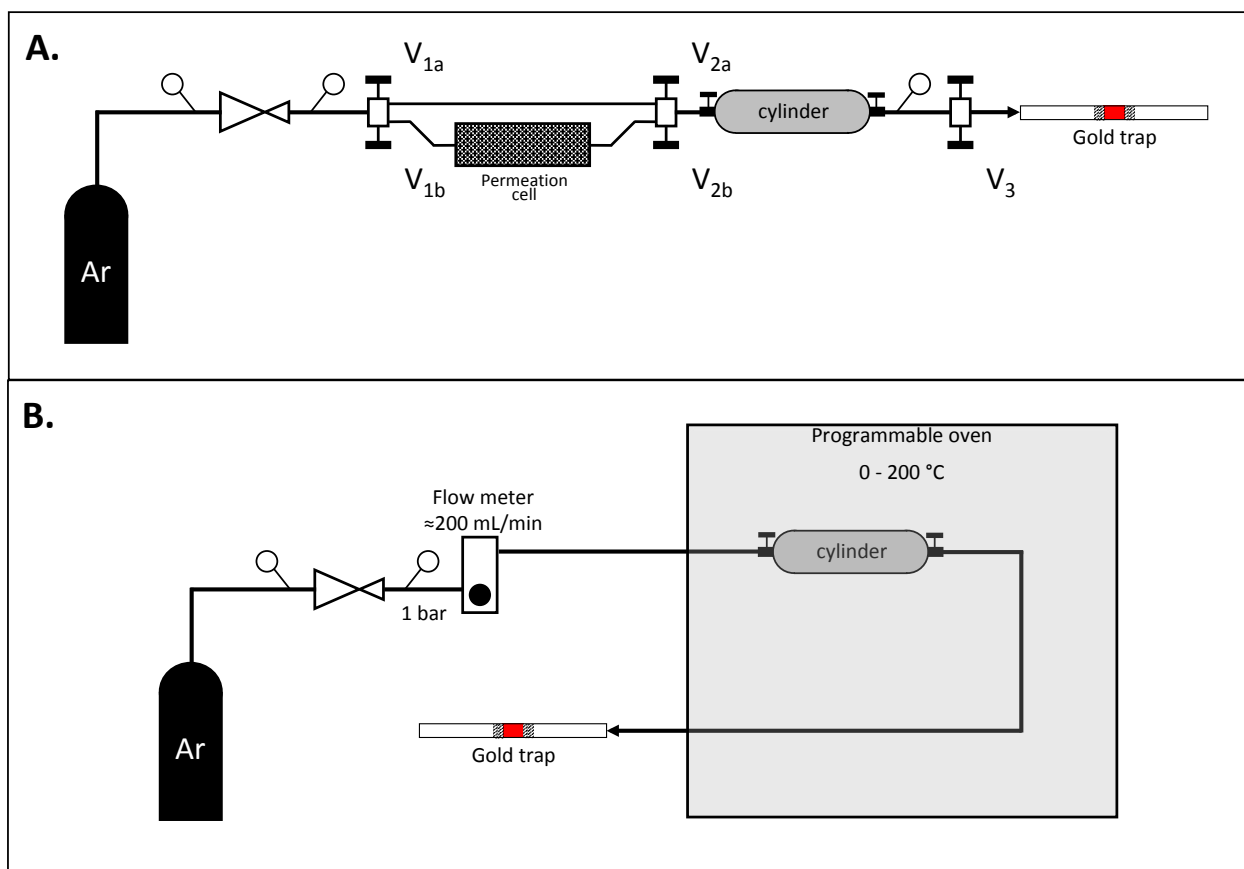 A.
V1a
V2a
cylinder
Gold trap
Permeation
cell
V1b
V2b
V3
Ar
B.
Programmable oven
0 - 200 °C
Flow meter
≈200 mL/min
cylinder
1 bar
Gold trap
Ar